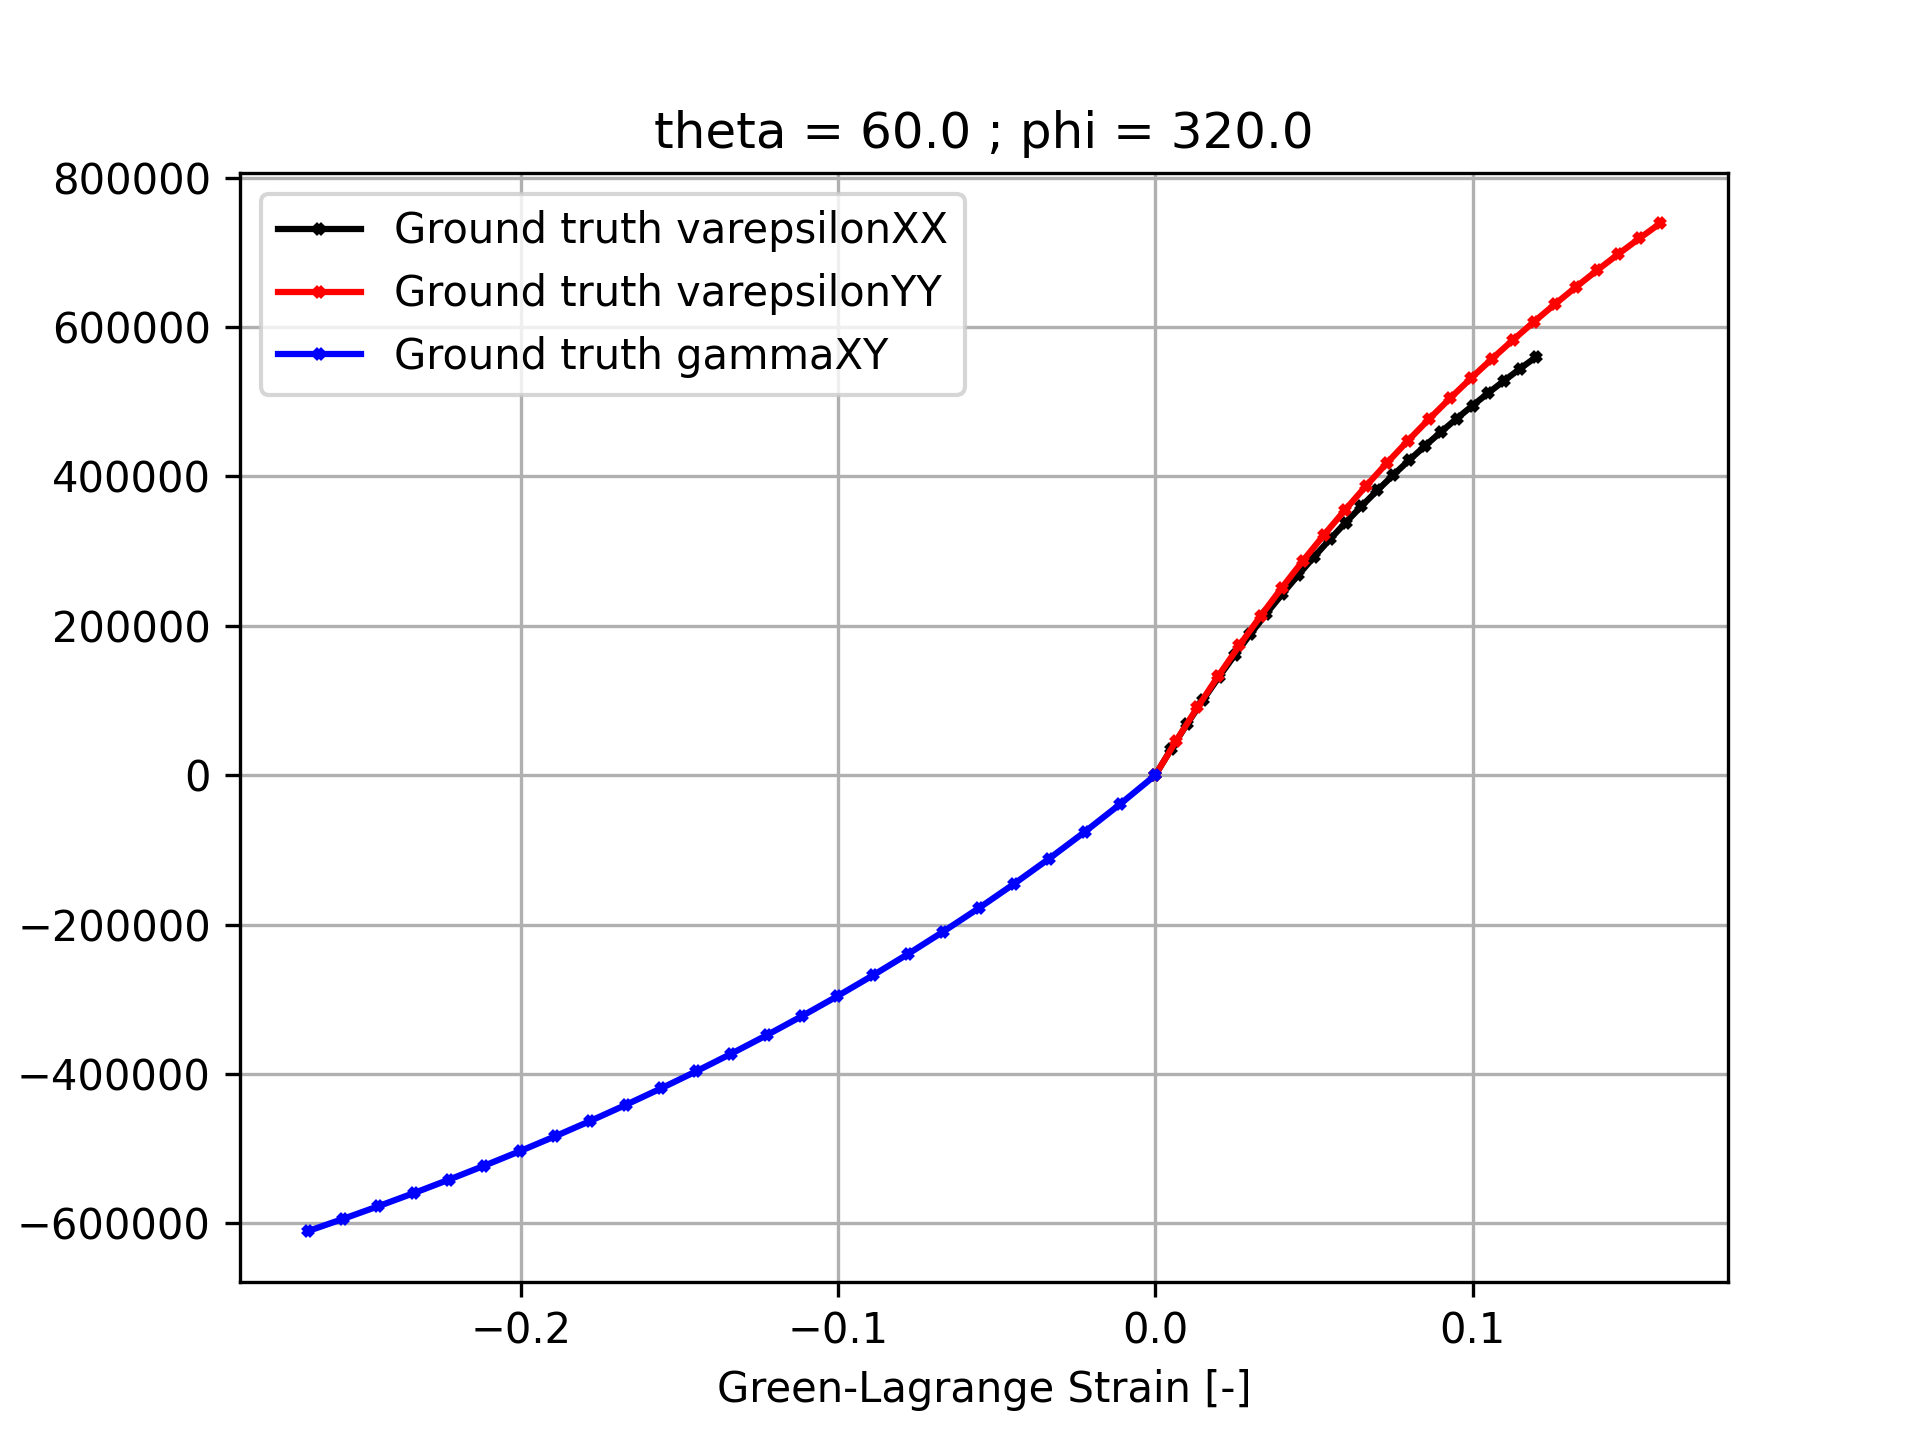 theta = 60.0 ; phi = 320.0
800000
600000
400000
200000
0
−200000
−400000
−600000
Ground truth varepsilonXX
Ground truth varepsilonYY
Ground truth gammaXY
−0.2 −0.1 0.0 0.1
Green-Lagrange Strain [-]